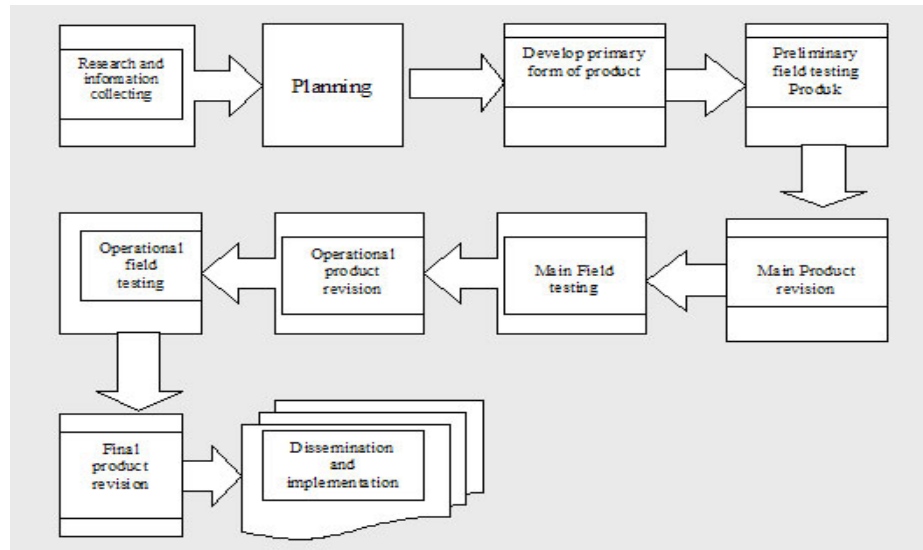 Research and
information
collecting
Planning
Develop primary
form of product
Preliminary
field testing
Produk
Main Product
revision
Main Field
testing
Operational
product
revision
Operational
field
testing
Final
product
revision
Dissemination
and
implementation